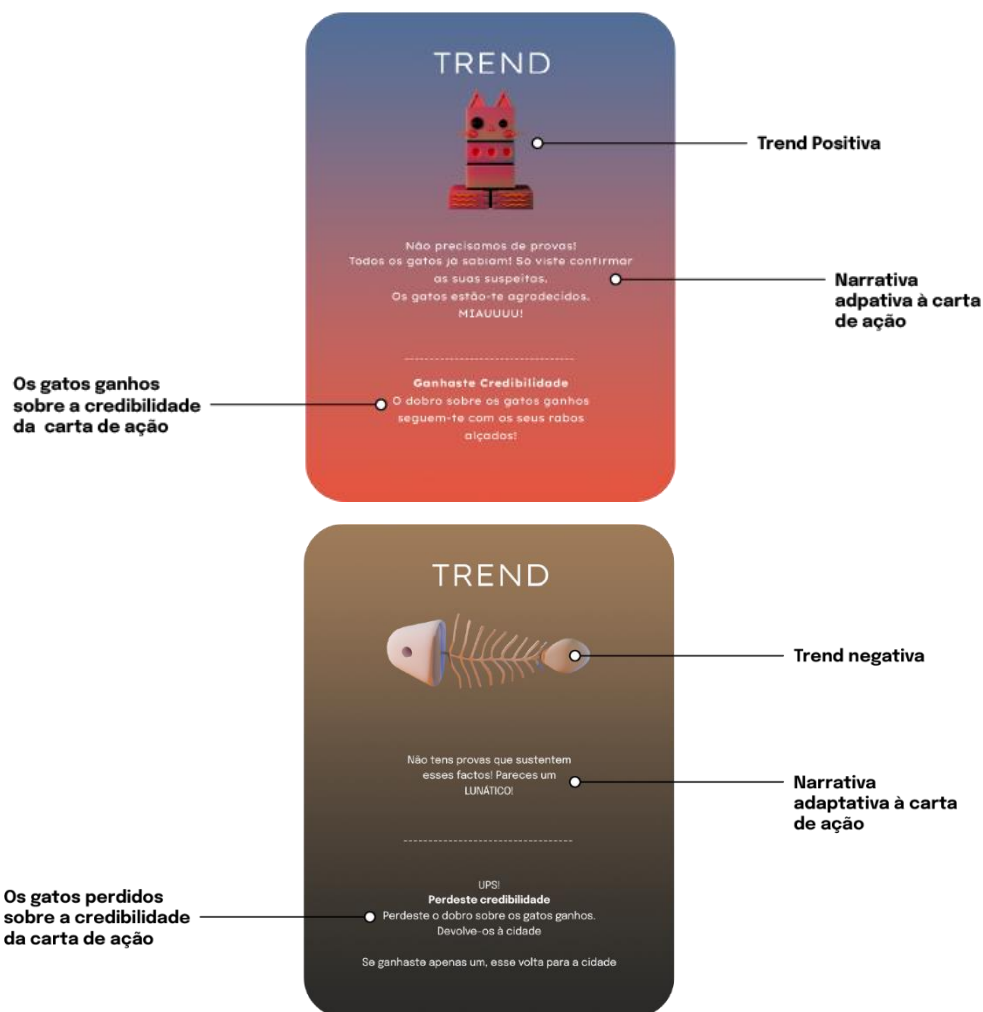 TREND
Trend Positiva
Não precisamos de provas!
Todos os gatos já sabiam! Só viste confirmar
as suas suspeitas.
Os gatos estão-te agradecidos.
MIAUUUU!
Narrativa
adpativa à carta
de ação
Os gatos ganhos
sobre a credibilidade
da carta de ação
Ganhaste Credibilidade
O dobro sobre os gatos ganhos
seguem-te com os seus rabos
alçados!
TREND
Trend negativa
Não tens provas que sustentem
esses factos! Pareces um
LUNÁTICO!
Narrativa
adaptativa à carta
de ação
Os gatos perdidos
sobre a credibilidade
da carta de ação
UPS!
Perdeste credibilidade
Perdeste o dobro sobre os gatos ganhos.
Devolve-os à cidade
Se ganhaste apenas um, esse volta para a cidade